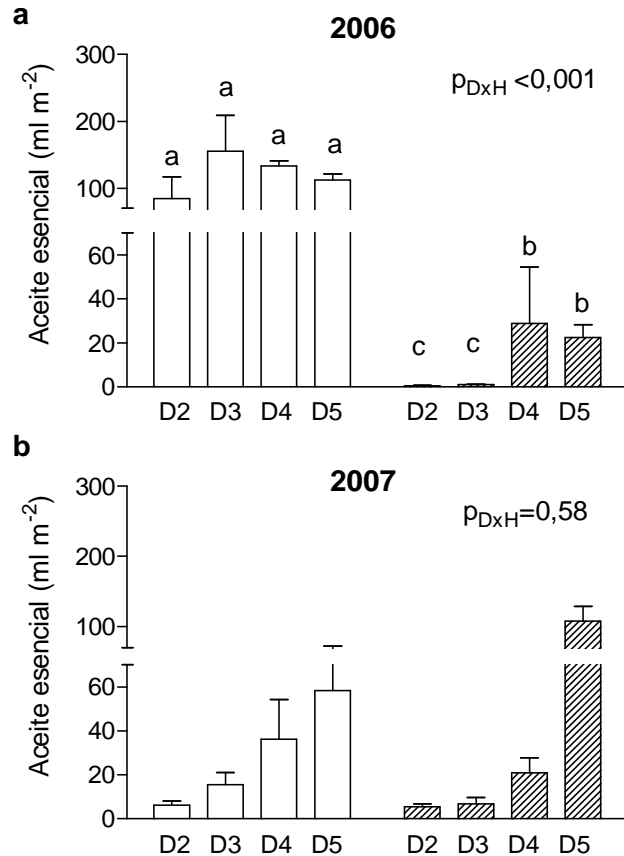 a
2006
p_DxH <0,001
Aceite esencial (ml m⁻²)
300
200
100
60
40
20
0
a
a
a
a
c
c
b
b
D2 D3 D4 D5 D2 D3 D4 D5
b
2007
p_DxH=0,58
Aceite esencial (ml m⁻²)
300
200
100
60
40
20
0
D2 D3 D4 D5 D2 D3 D4 D5